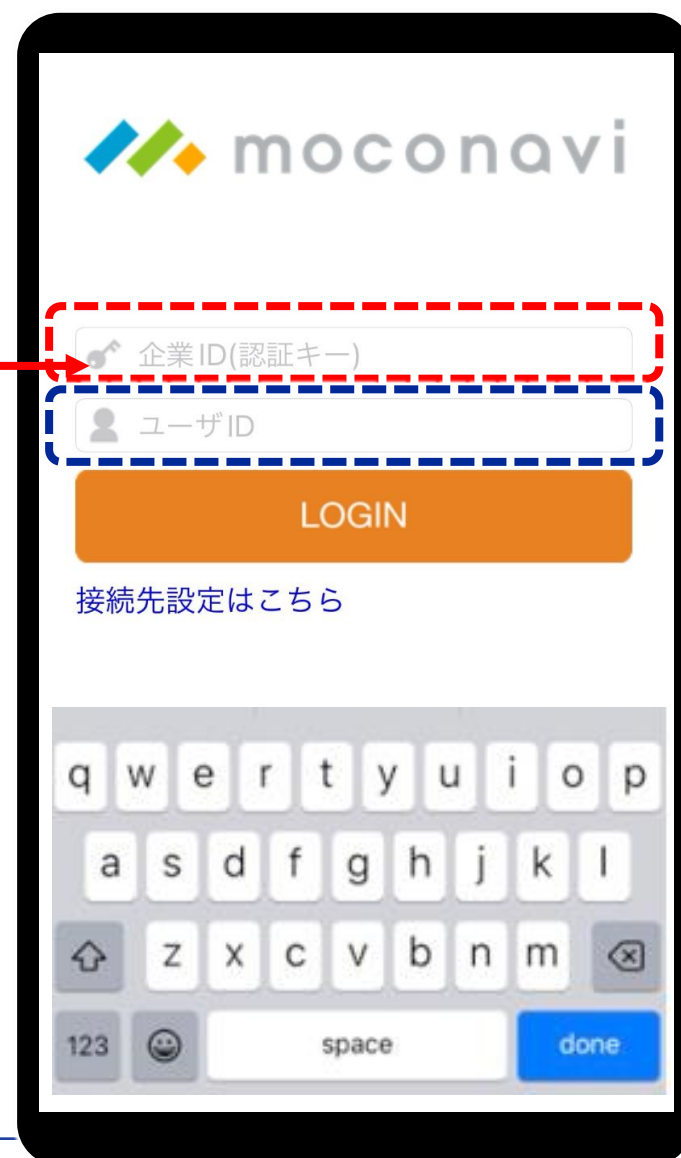 moconavi
企業ID(認証キー)
ユーザID
LOGIN
接続先設定はこちら
q w e r t y u i o p
a s d f g h j k l
z x c v b n m
123 space done